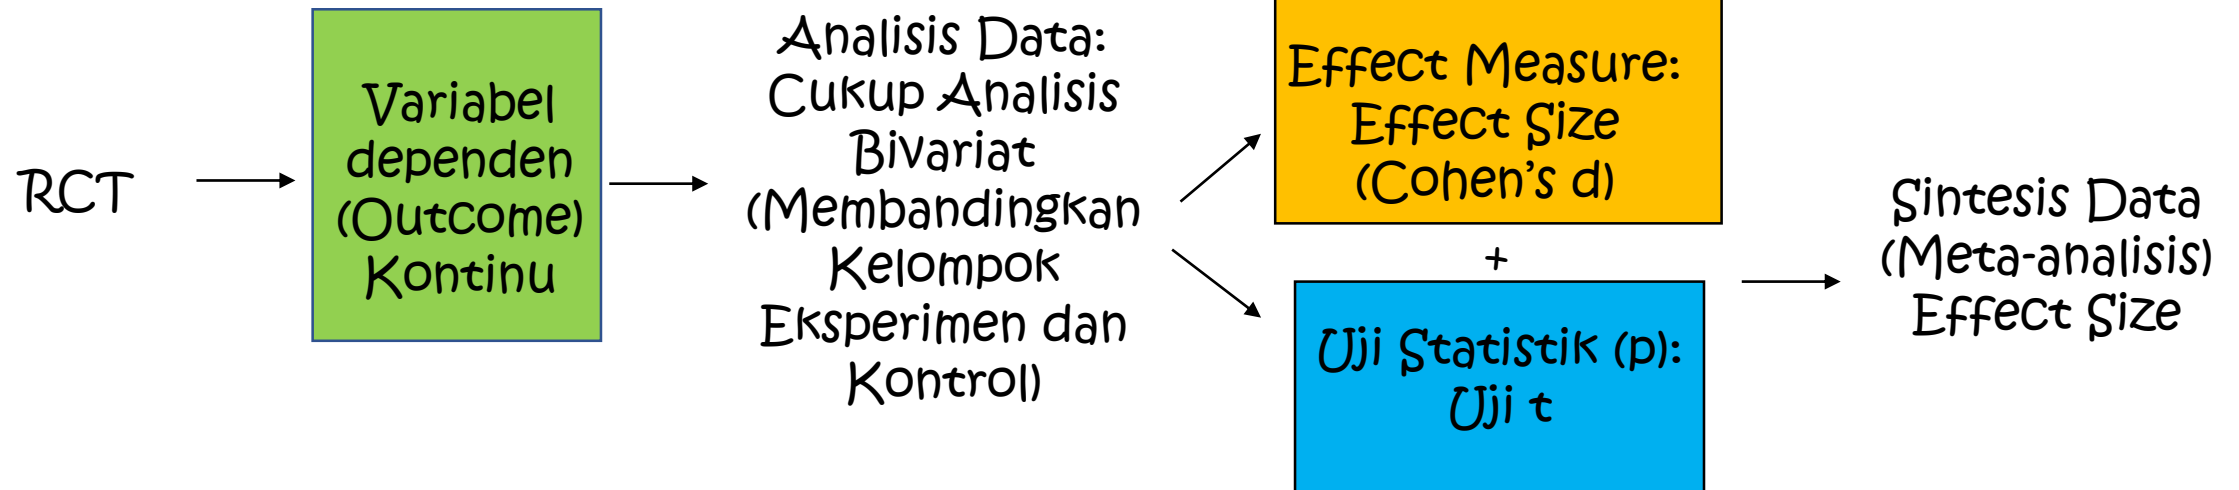 RCT
Variabel
dependen
(Outcome)
Kontinu
Analisis Data:
Cukup Analisis
Bivariat
(Membandingkan
Kelompok
Eksperimen dan
Kontrol)
Effect Measure:
Effect Size
(Cohen’s d)
+
Uji Statistik (p):
Uji t
Sintesis Data
(Meta-analisis)
Effect Size